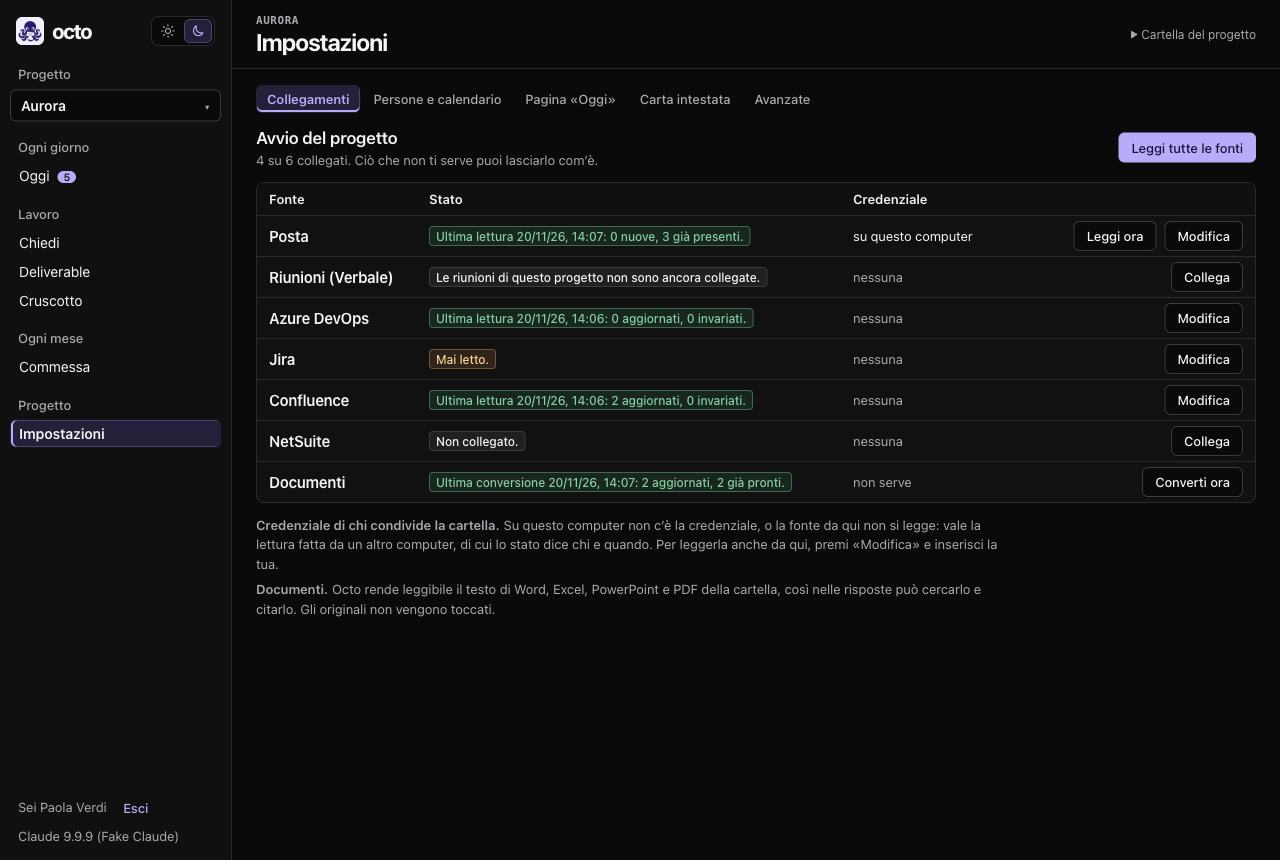 octo
Progetto
Aurora
Ogni giorno
Oggi 5
Lavoro
Chiedi
Deliverable
Cruscotto
Ogni mese
Commessa
Progetto
Impostazioni
Sei Paola Verdi Esci
Claude 9.9.9 (Fake Claude)
AURORA
Impostazioni
Cartella del progetto
Collegamenti Persone e calendario Pagina «Oggi» Carta intestata Avanzate
Avvio del progetto
4 su 6 collegati. Ciò che non ti serve puoi lasciarlo com’è.
Leggi tutte le fonti
Fonte Stato Credenziale
Posta Ultima lettura 20/11/26, 14:07: 0 nuove, 3 già presenti. su questo computer Leggi ora Modifica
Riunioni (Verbale) Le riunioni di questo progetto non sono ancora collegate. nessuna Collega
Azure DevOps Ultima lettura 20/11/26, 14:06: 0 aggiornati, 0 invariati. nessuna Modifica
Jira Mai letto. nessuna Modifica
Confluence Ultima lettura 20/11/26, 14:06: 2 aggiornati, 0 invariati. nessuna Modifica
NetSuite Non collegato. nessuna Collega
Documenti Ultima conversione 20/11/26, 14:07: 2 aggiornati, 2 già pronti. non serve Converti ora
Credenziale di chi condivide la cartella. Su questo computer non c’è la credenziale, o la fonte da qui non si legge: vale la
lettura fatta da un altro computer, di cui lo stato dice chi e quando. Per leggerla anche da qui, premi «Modifica» e inserisci la
tua.
Documenti. Octo rende leggibile il testo di Word, Excel, PowerPoint e PDF della cartella, così nelle risposte può cercarlo e
citarlo. Gli originali non vengono toccati.